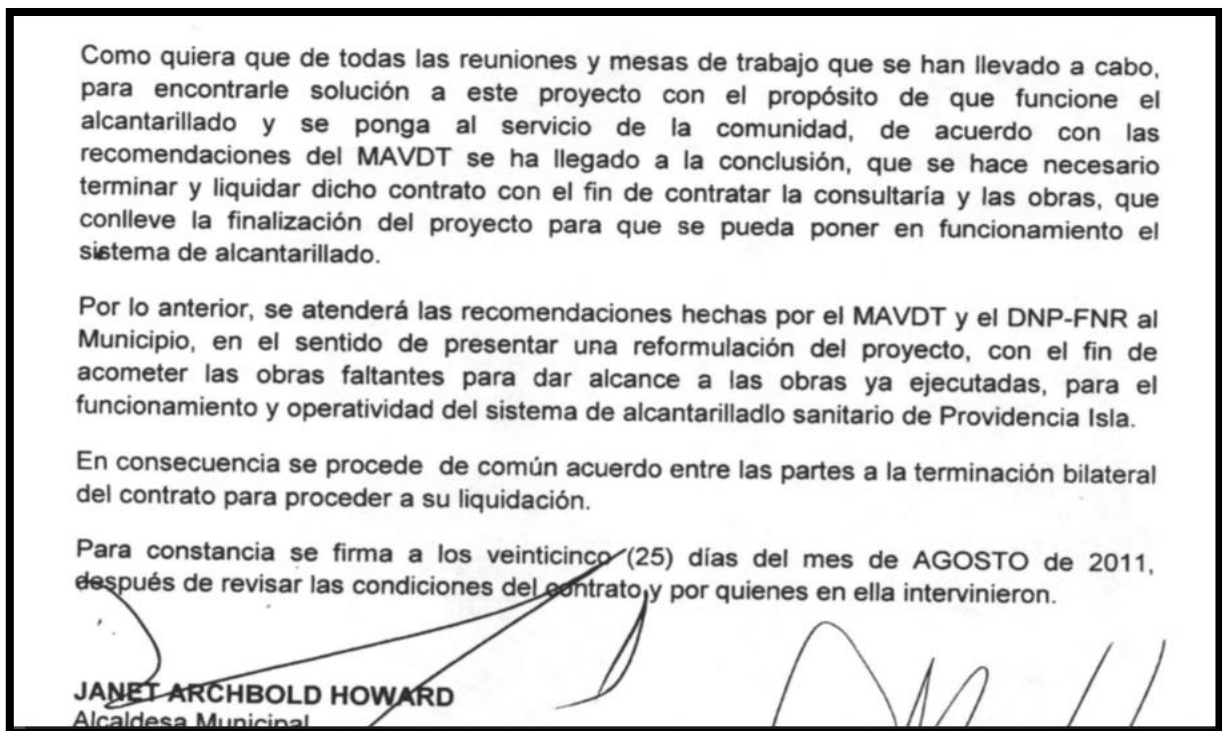 Como quiera que de todas las reuniones y mesas de trabajo que se han llevado a cabo,
para encontrarle solución a este proyecto con el propósito de que funcione el
alcantarillado y se ponga al servicio de la comunidad, de acuerdo con las
recomendaciones del MAVDT se ha llegado a la conclusión, que se hace necesario
terminar y liquidar dicho contrato con el fin de contratar la consultaría y las obras, que
conlleve la finalización del proyecto para que se pueda poner en funcionamiento el
sistema de alcantarillado.
Por lo anterior, se atenderá las recomendaciones hechas por el MAVDT y el DNP-FNR al
Municipio, en el sentido de presentar una reformulación del proyecto, con el fin de
acometer las obras faltantes para dar alcance a las obras ya ejecutadas, para el
funcionamiento y operatividad del sistema de alcantarilladlo sanitario de Providencia Isla.
En consecuencia se procede de común acuerdo entre las partes a la terminación bilateral
del contrato para proceder a su liquidación.
Para constancia se firma a los veinticinco (25) días del mes de AGOSTO de 2011,
después de revisar las condiciones del contrato y por quienes en ella intervinieron.
JANET ARCHBOLD HOWARD
Alcaldesa Municipal